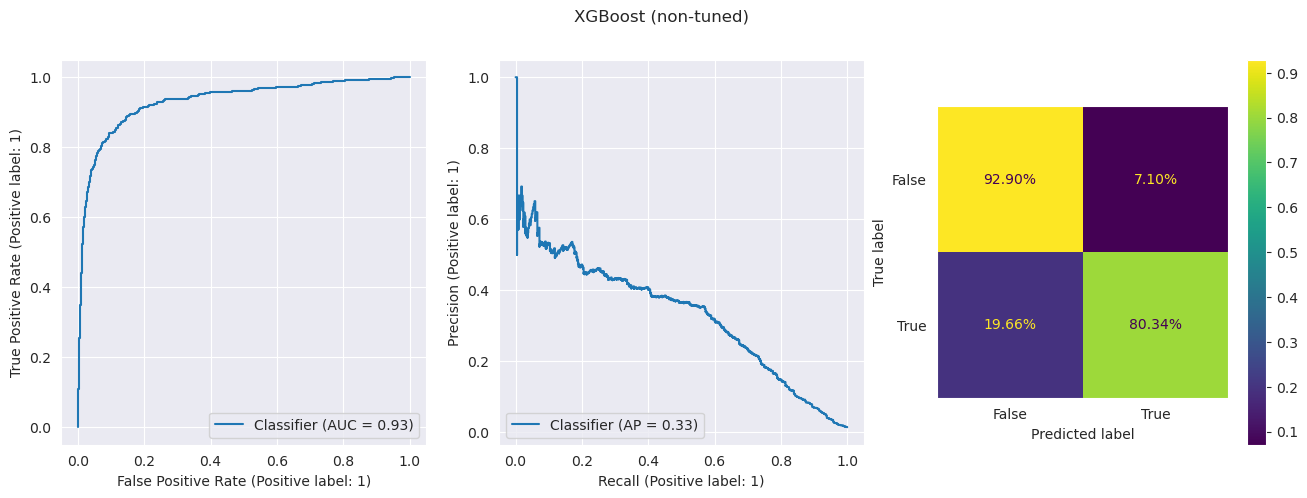 XGBoost (non-tuned)
True Positive Rate (Positive label: 1)
1.0
0.8
0.6
0.4
0.2
0.0
0.0 0.2 0.4 0.6 0.8 1.0
False Positive Rate (Positive label: 1)
Classifier (AUC = 0.93)
Precision (Positive label: 1)
1.0
0.8
0.6
0.4
0.2
0.0
0.0 0.2 0.4 0.6 0.8 1.0
Recall (Positive label: 1)
Classifier (AP = 0.33)
True label
False 92.90% 7.10%
True 19.66% 80.34%
False True
Predicted label
0.9
0.8
0.7
0.6
0.5
0.4
0.3
0.2
0.1